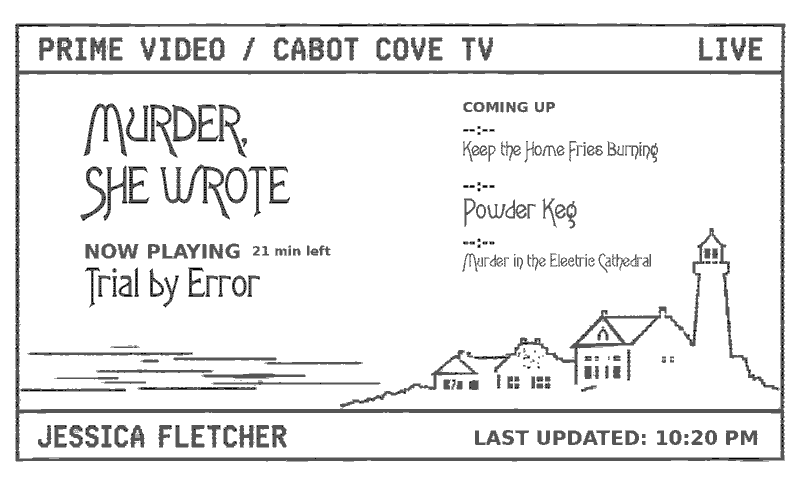 PRIME VIDEO / CABOT COVE TV
LIVE
MURDER,
SHE WROTE
NOW PLAYING 21 min left
Trial by Error
COMING UP
--:--
Keep the Home Fries Burning
--:--
Powder Keg
--:--
Murder in the Electric Cathedral
JESSICA FLETCHER
LAST UPDATED: 10:20 PM